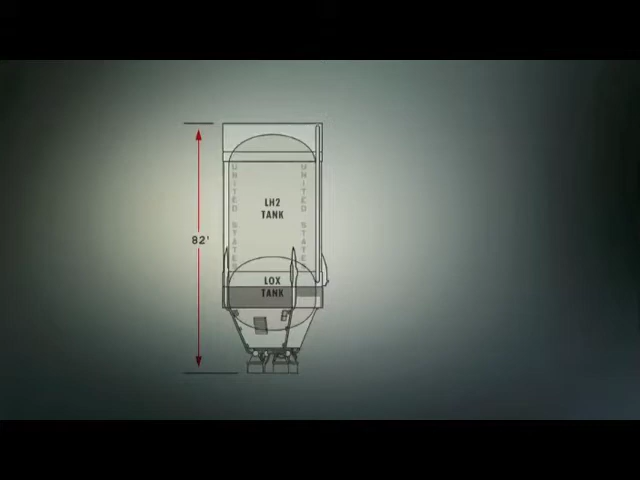 LH2
TANK
UNITED STATES
UNITED STATES
82'
LOX
TANK